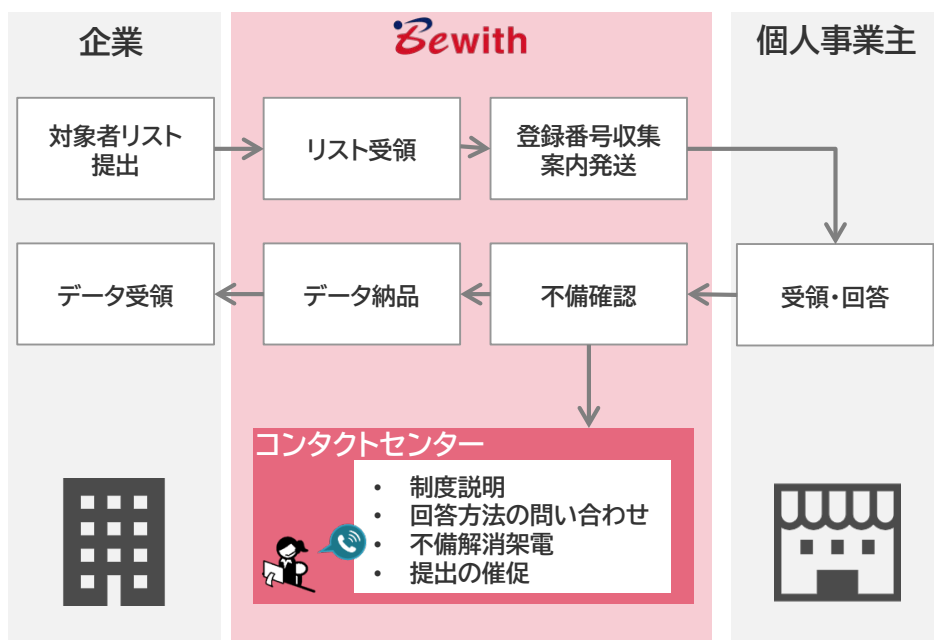 企業
Bewith
個人事業主
対象者リスト
提出
リスト受領
登録番号収集
案内発送
データ受領
データ納品
不備確認
受領・回答
コンタクトセンター
・ 制度説明
・ 回答方法の問い合わせ
・ 不備解消架電
・ 提出の催促